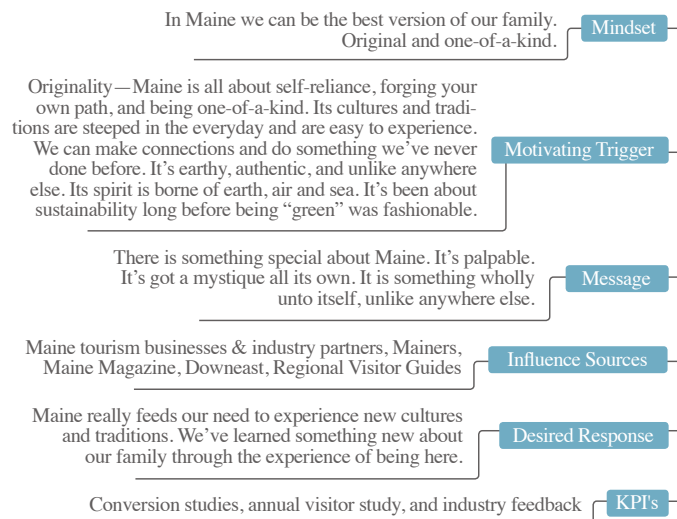 In Maine we can be the best version of our family.
Original and one-of-a-kind.
Mindset
Originality—Maine is all about self-reliance, forging your
own path, and being one-of-a-kind. Its cultures and tradi-
tions are steeped in the everyday and are easy to experience.
We can make connections and do something we’ve never
done before. It’s earthy, authentic, and unlike anywhere
else. Its spirit is borne of earth, air and sea. It’s been about
sustainability long before being “green” was fashionable.
Motivating Trigger
There is something special about Maine. It’s palpable.
It’s got a mystique all its own. It is something wholly
unto itself, unlike anywhere else.
Message
Maine tourism businesses & industry partners, Mainers,
Maine Magazine, Downeast, Regional Visitor Guides
Influence Sources
Maine really feeds our need to experience new cultures
and traditions. We’ve learned something new about
our family through the experience of being here.
Desired Response
Conversion studies, annual visitor study, and industry feedback
KPI's